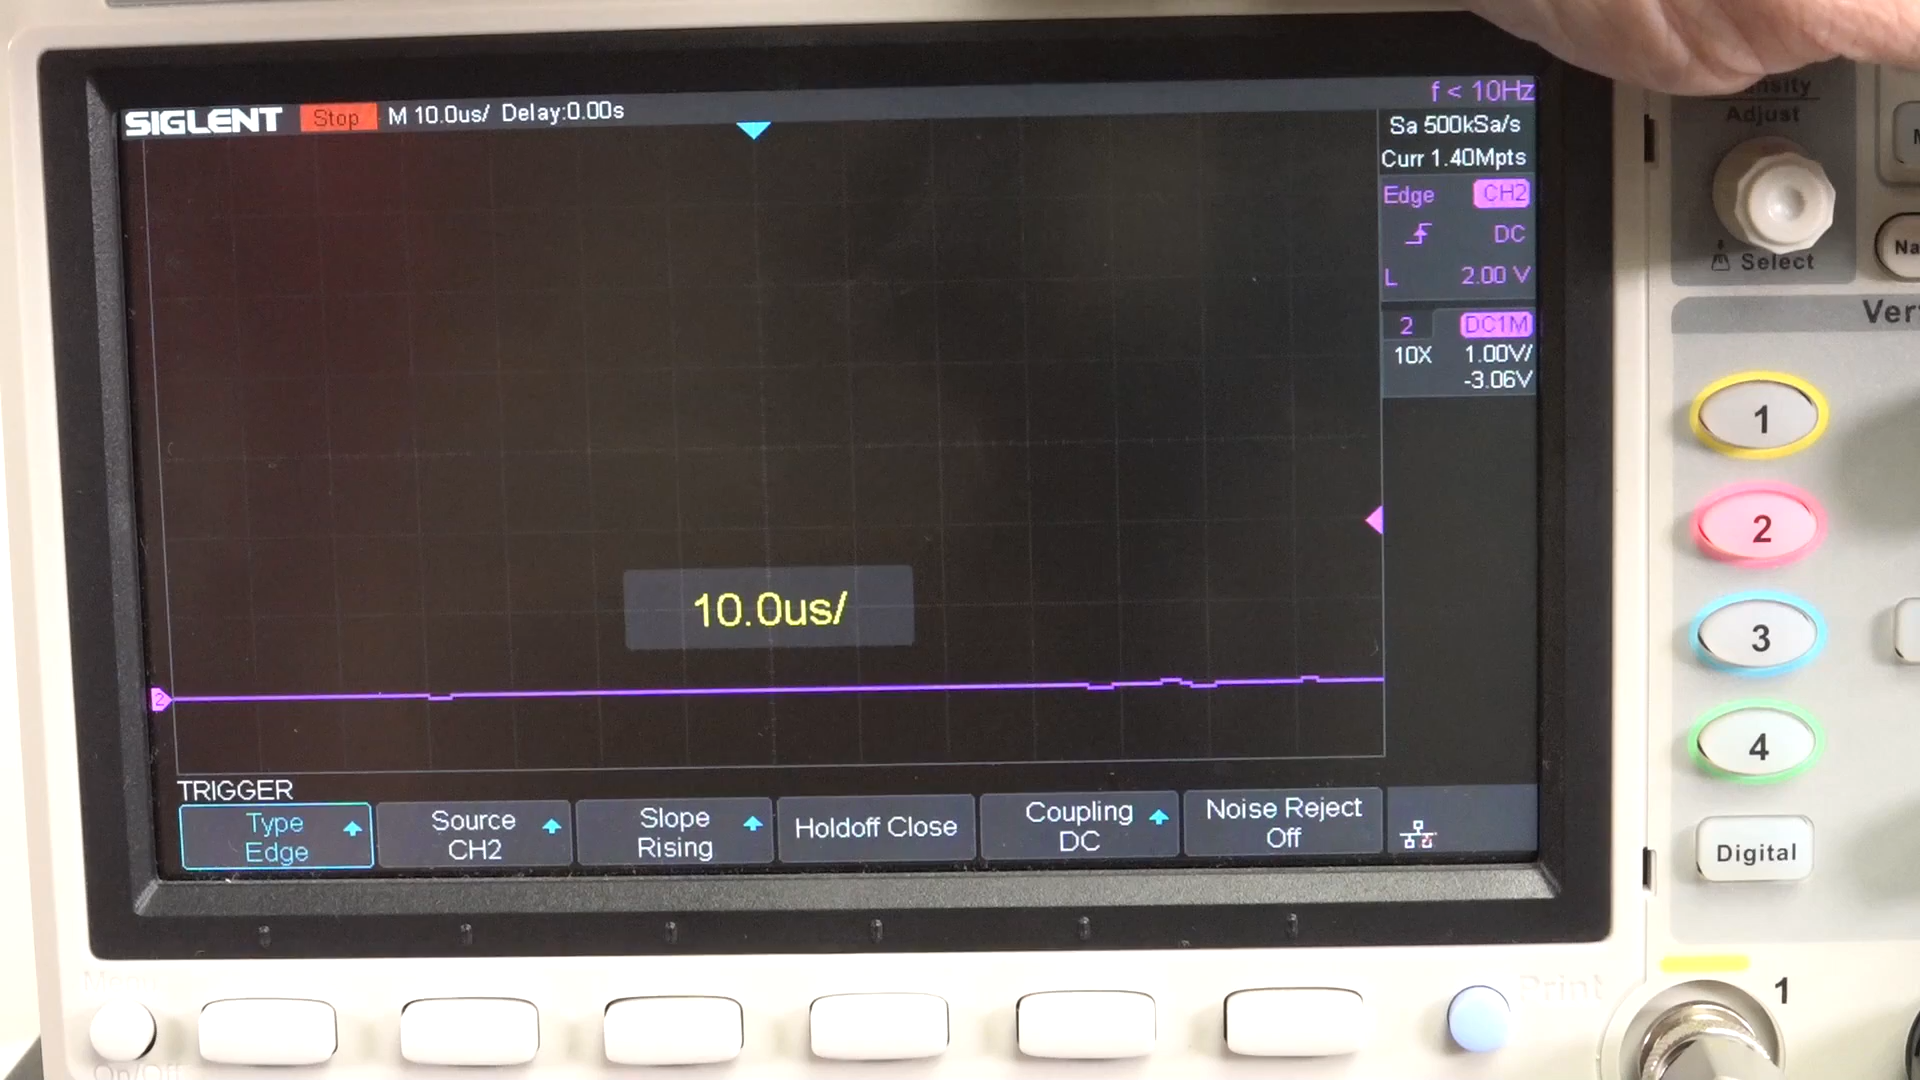 f < 10Hz
SIGLENT Stop M 10.0us/ Delay:0.00s
Sa 500kSa/s
Curr 1.40Mpts
Edge CH2
DC
L 2.00 V
2 DC1M
10X 1.00V/
-3.06V
10.0us/
2
TRIGGER
Type
Edge
Source
CH2
Slope
Rising
Holdoff Close
Coupling
DC
Noise Reject
Off
Adjust
Select
1
2
3
4
Digital
1
Print